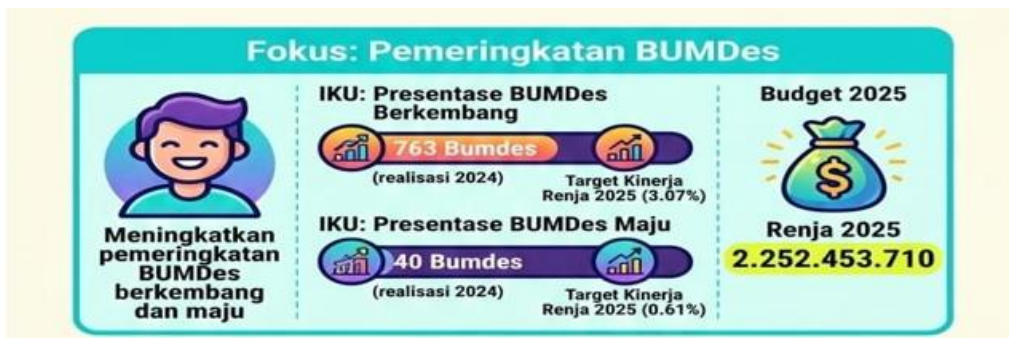 Fokus: Pemeringkatan BUMDes
Meningkatkan
pemeringkatan
BUMDes
berkembang
dan maju
IKU: Presentase BUMDes
Berkembang
763 Bumdes
(realisasi 2024)
Target Kinerja
Renja 2025 (3.07%)
IKU: Presentase BUMDes Maju
40 Bumdes
(realisasi 2024)
Target Kinerja
Renja 2025 (0.61%)
Budget 2025
$
Renja 2025
2.252.453.710